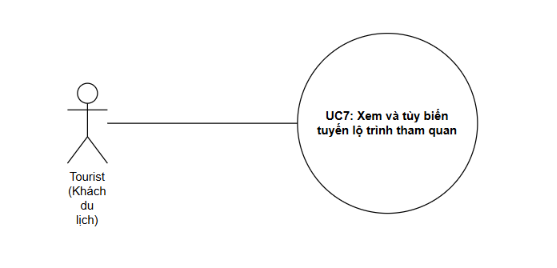 UC7: Xem và tùy biến
tuyến lộ trình tham quan
Tourist
(Khách
du
lịch)